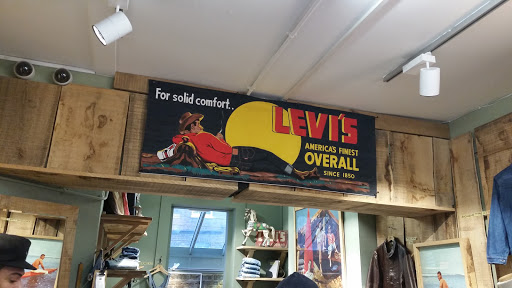 For solid comfort..
LEVI'S
AMERICA'S FINEST
OVERALL
SINCE 1850